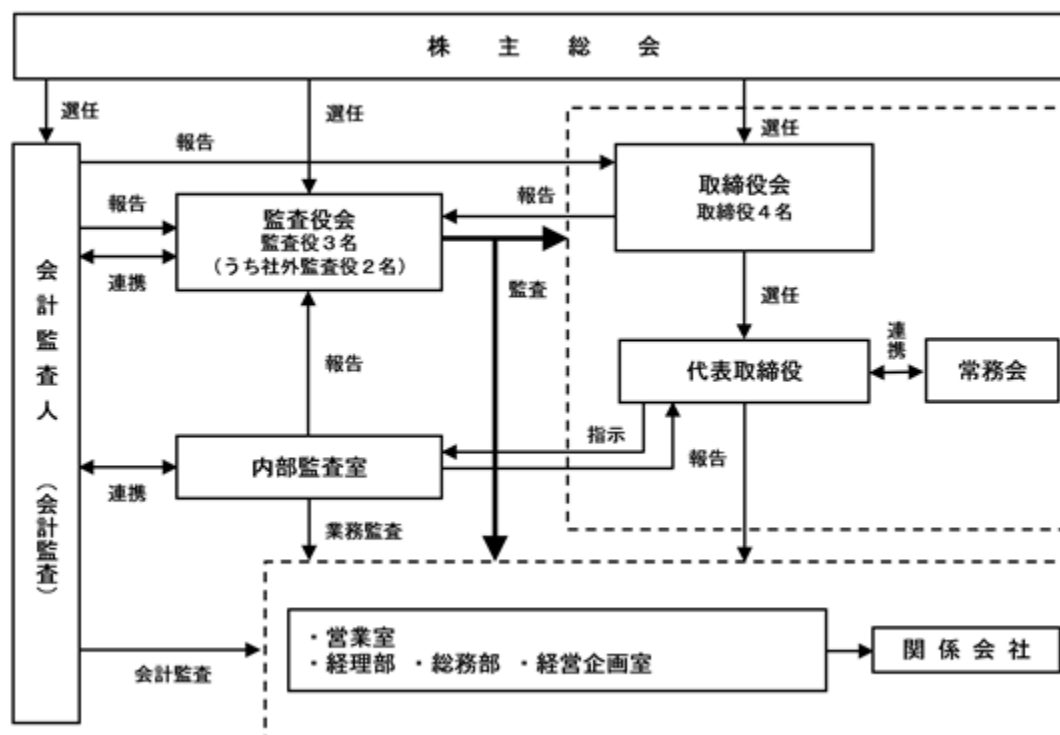 株主総会
選任
選任
選任
報告
取締役会
取締役４名
報告
報告
監査役会
監査役３名
（うち社外監査役２名）
連携
監査
選任
会計監査人
（会計監査）
報告
代表取締役
連携
常務会
指示
報告
内部監査室
連携
業務監査
・営業室
・経理部 ・総務部 ・経営企画室
関係会社
会計監査